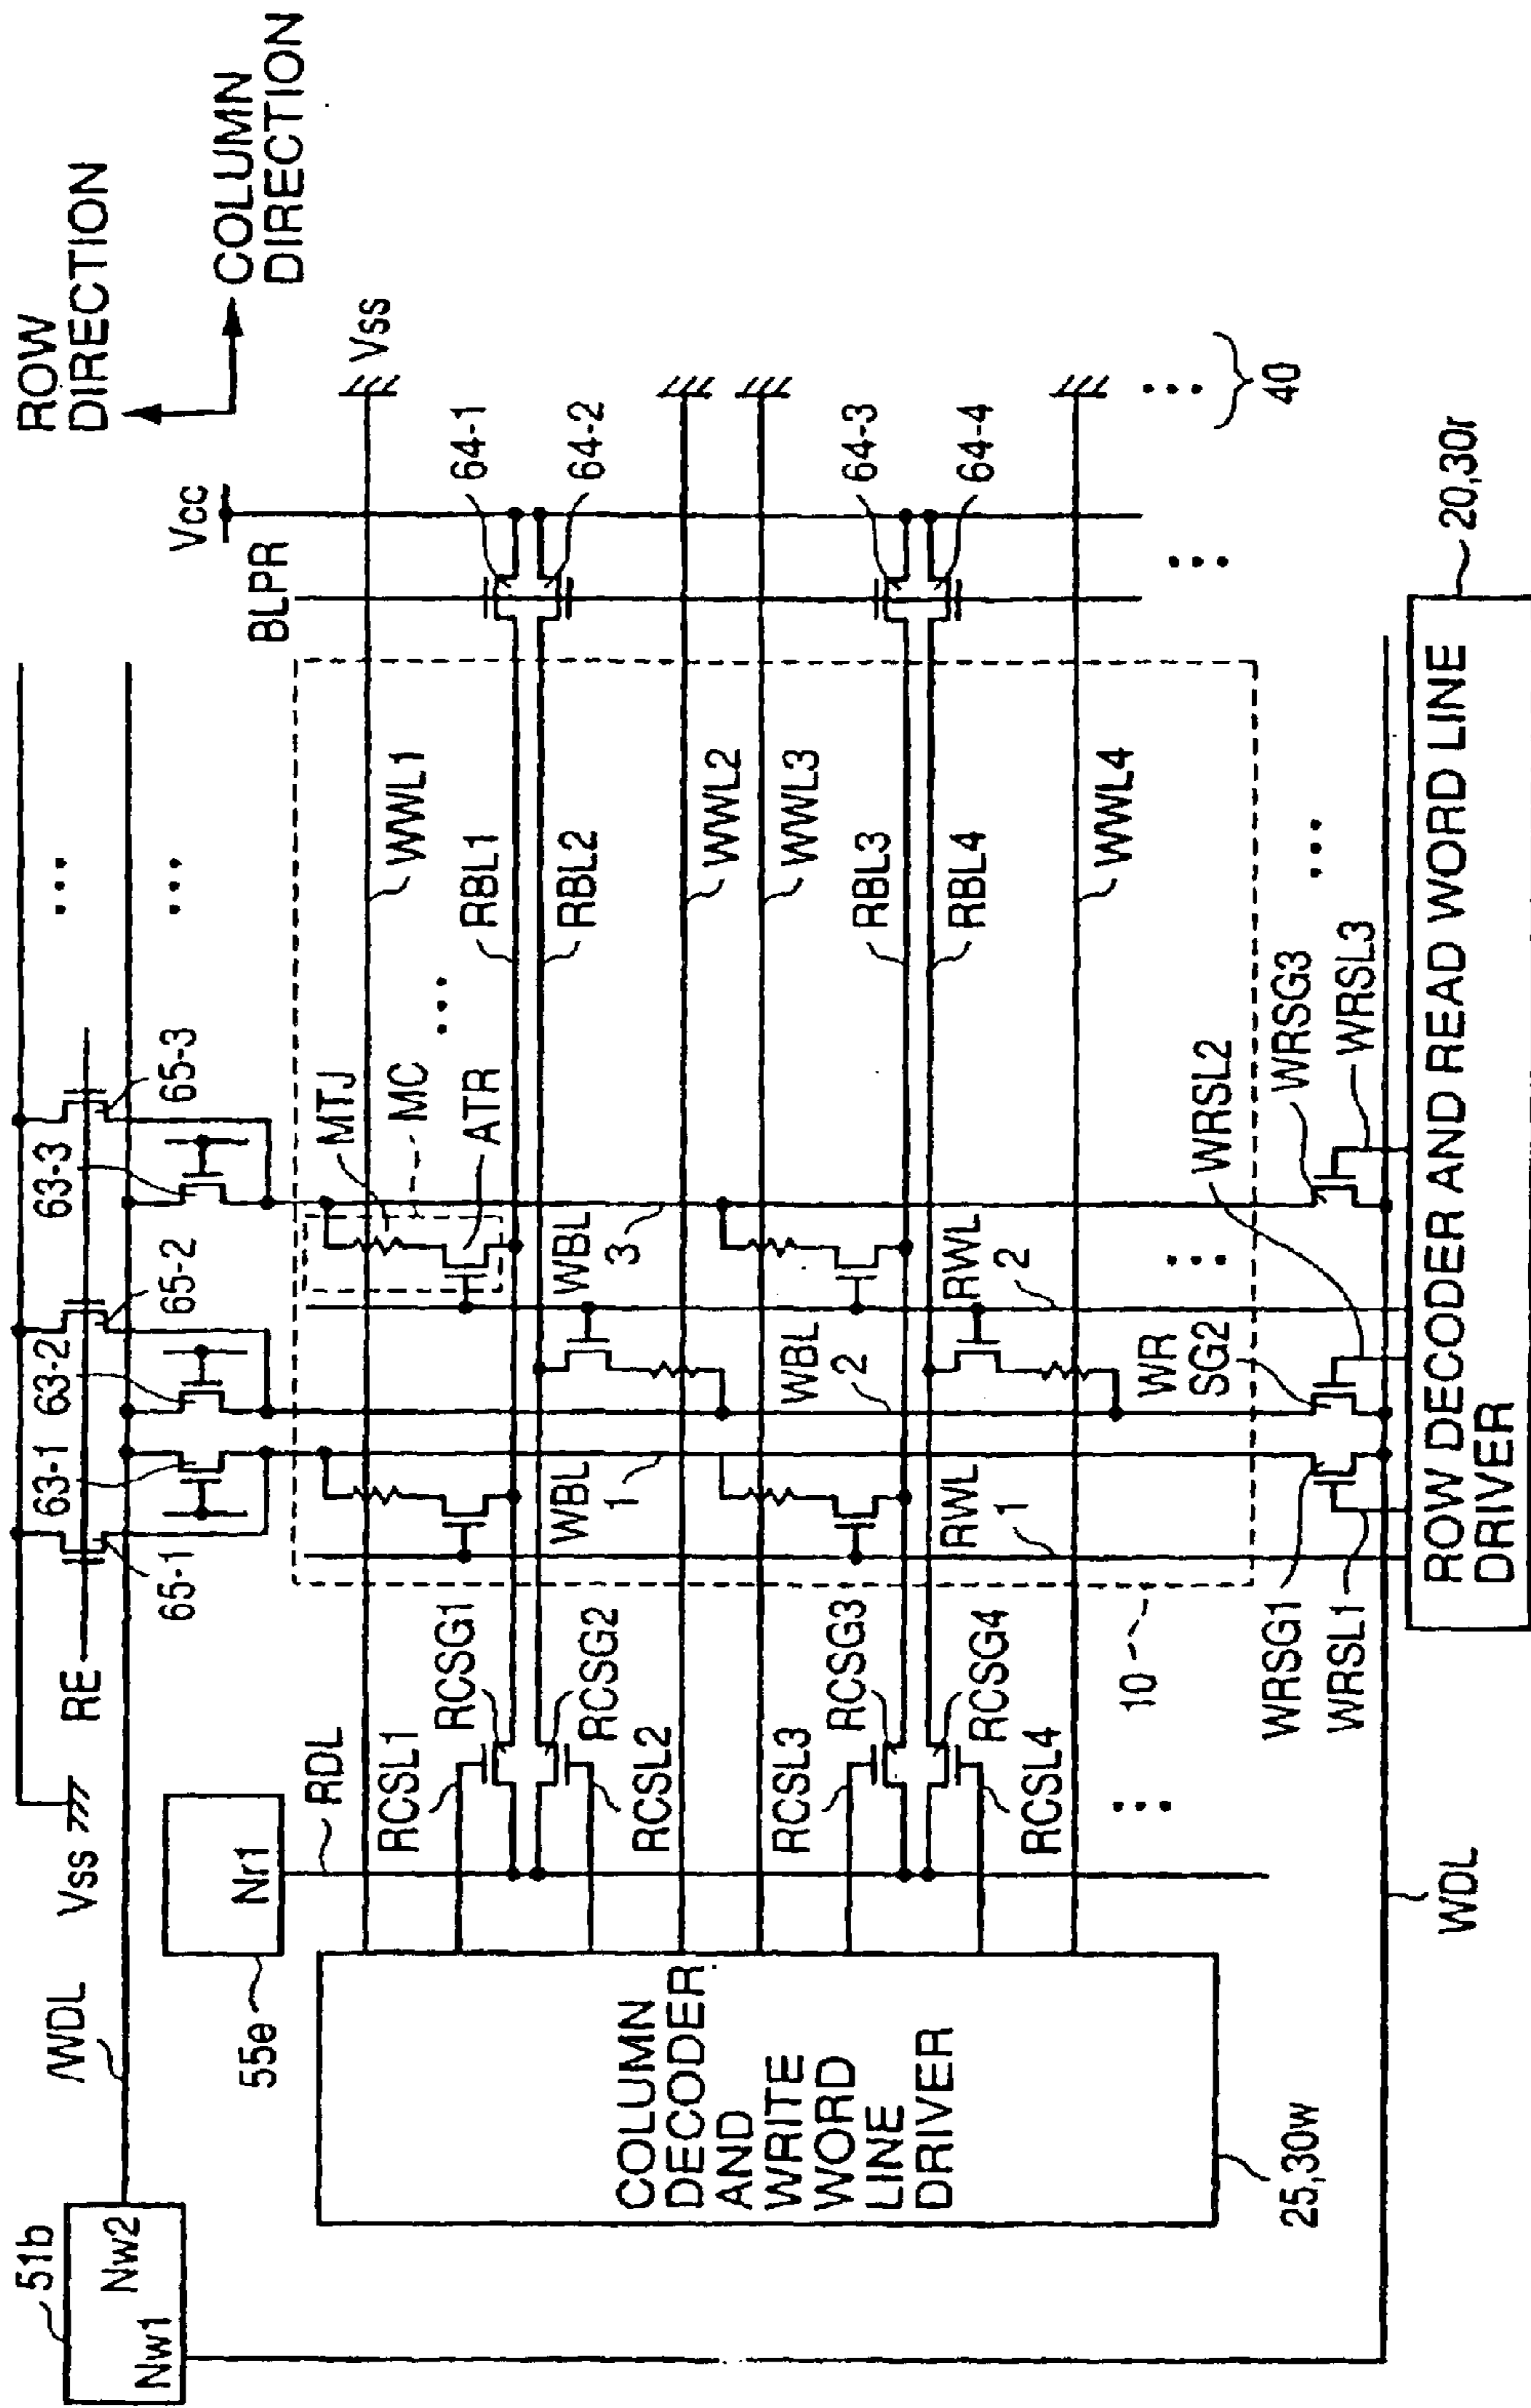 ROW
DIRECTION
COLUMN
DIRECTION
51b
Nw1
Nw2
/WDL
Vss
RE
65-1
63-1
63-2
65-2
63-3
65-3
...
...
55e
Nr1
RDL
Vcc
BLPR
Vss
MTJ
MC
ATR
...
WWL1
RCSL1
RCSG1
RBL1
64-1
RCSG2
RBL2
64-2
RCSL2
WBL
1
WBL
2
WBL
3
WWL2
WWL3
RCSL3
RCSG3
RBL3
64-3
RCSG4
RBL4
64-4
RCSL4
RWL
1
RWL
2
WWL4
...
...
...
...
40
COLUMN
DECODER
AND
WRITE
WORD
LINE
DRIVER
25,30w
10
WRSG1
WRSL1
WR
SG2
WRSL2
WRSG3
WRSL3
...
WDL
20,30r
ROW DECODER AND READ WORD LINE
DRIVER